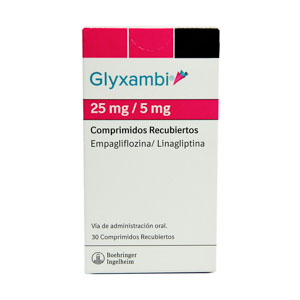 Glyxambi®
25 mg / 5 mg
Comprimidos Recubiertos
Empagliflozina/ Linagliptina
Vía de administración oral.
30 Comprimidos Recubiertos
Boehringer
Ingelheim